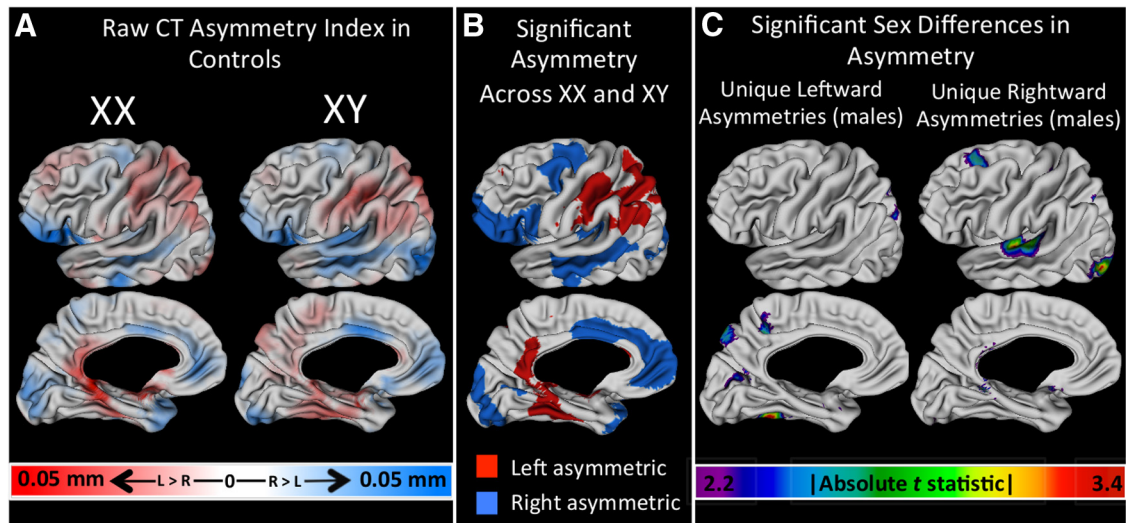 A
Raw CT Asymmetry Index in
Controls
XX
XY
0.05 mm
L > R
0
R > L
0.05 mm
B
Significant
Asymmetry
Across XX and XY
Left asymmetric
Right asymmetric
C
Significant Sex Differences in
Asymmetry
Unique Leftward
Asymmetries (males)
Unique Rightward
Asymmetries (males)
2.2
|Absolute t statistic|
3.4